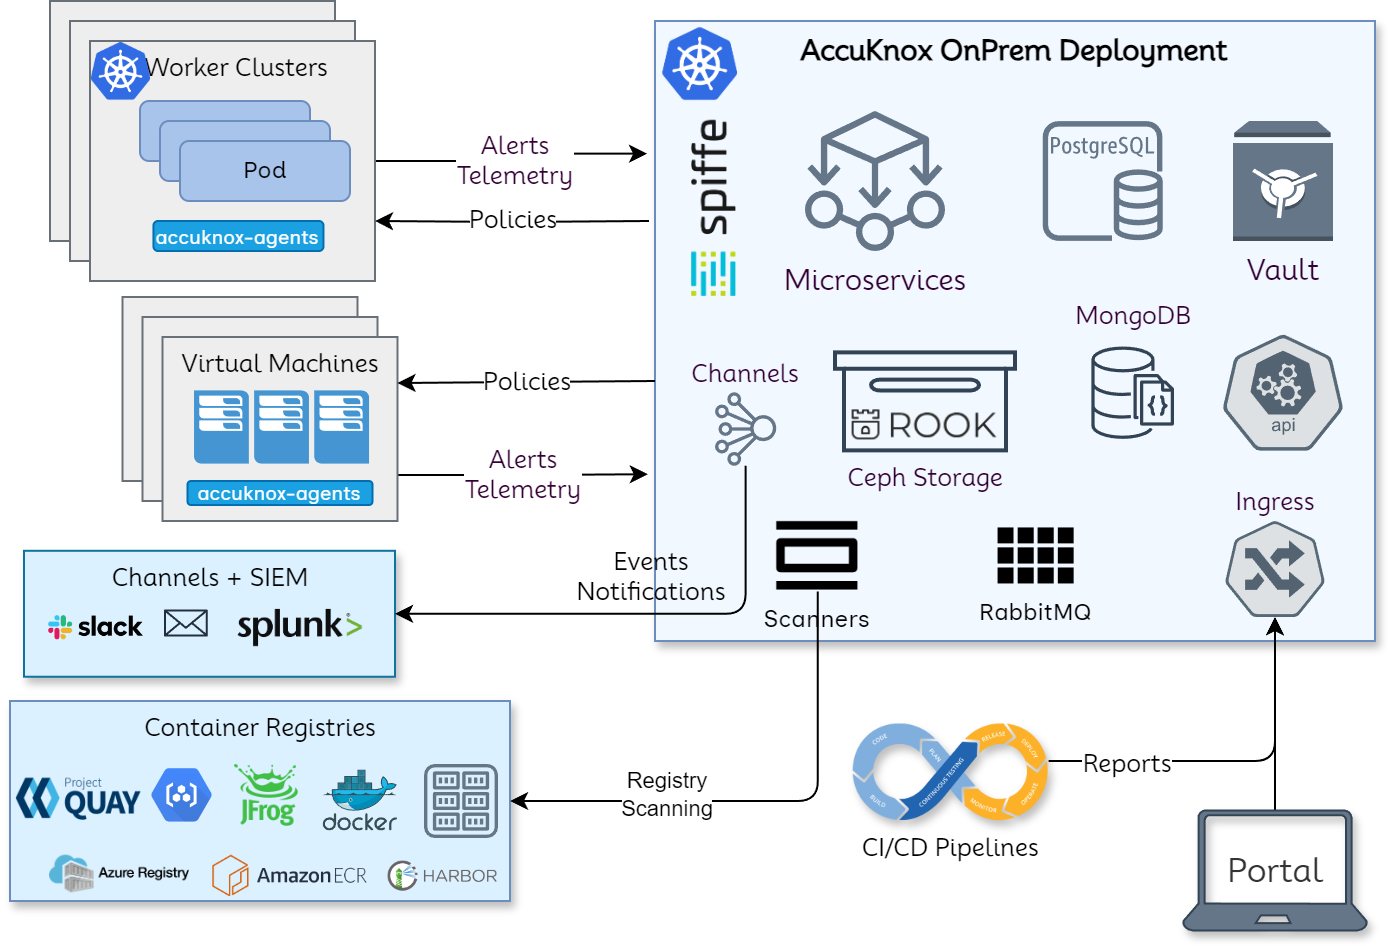 Worker Clusters
Pod
accuknox-agents
Alerts
Telemetry
Policies
Virtual Machines
accuknox-agents
Policies
Alerts
Telemetry
Channels + SIEM
slack
splunk>
Events
Notifications
Container Registries
Project
QUAY
JFrog
docker
Azure Registry
Amazon ECR
HARBOR
Registry
Scanning
AccuKnox OnPrem Deployment
spiffe
Microservices
PostgreSQL
Vault
MongoDB
Channels
ROOK
Ceph Storage
api
Ingress
Scanners
RabbitMQ
CODE
PLAN
BUILD
CONTINUOUS TESTING
RELEASE
DEPLOY
OPERATE
MONITOR
CI/CD Pipelines
Reports
Portal